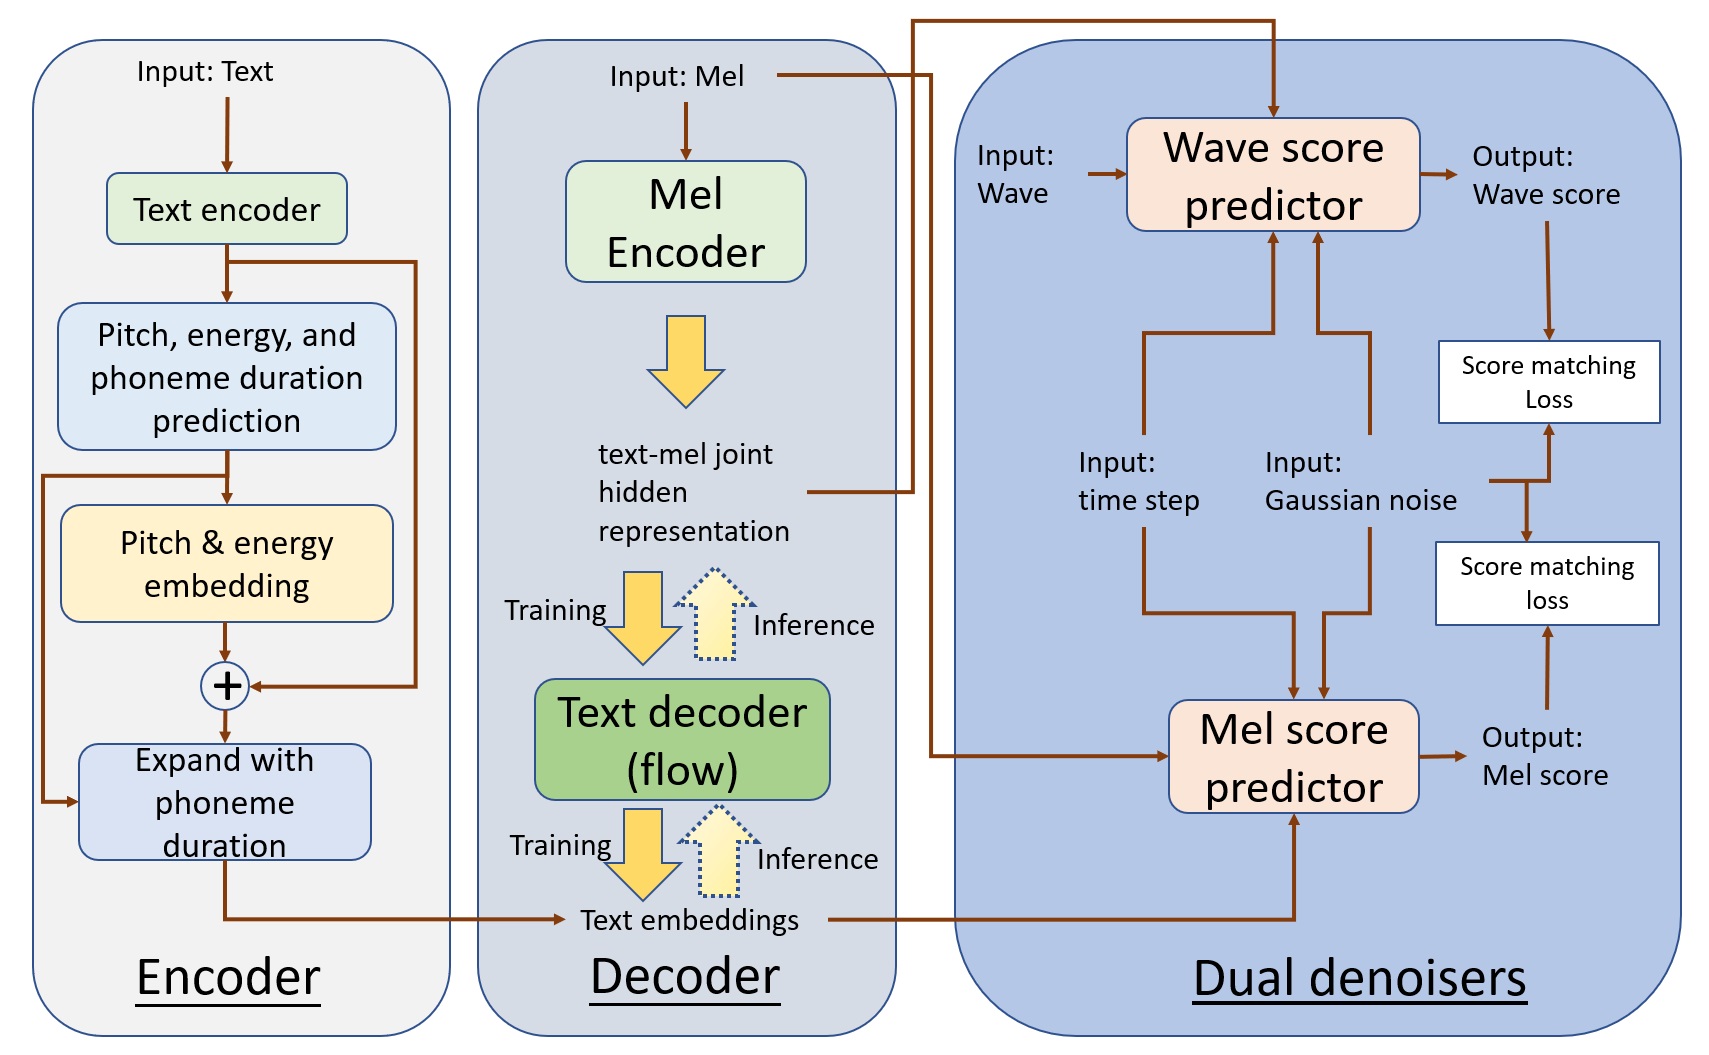 Input: Text
Text encoder
Pitch, energy, and
phoneme duration
prediction
Pitch & energy
embedding
+
Expand with
phoneme
duration
Encoder
Input: Mel
Mel
Encoder
text-mel joint
hidden
representation
Training
Inference
Text decoder
(flow)
Training
Inference
Text embeddings
Decoder
Input:
Wave
Wave score
predictor
Output:
Wave score
Score matching
Loss
Input:
time step
Input:
Gaussian noise
Score matching
loss
Mel score
predictor
Output:
Mel score
Dual denoisers